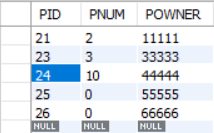 PID PNUM POWNER
21 2 11111
23 3 33333
24 10 44444
25 0 55555
26 0 66666
NULL NULL NULL